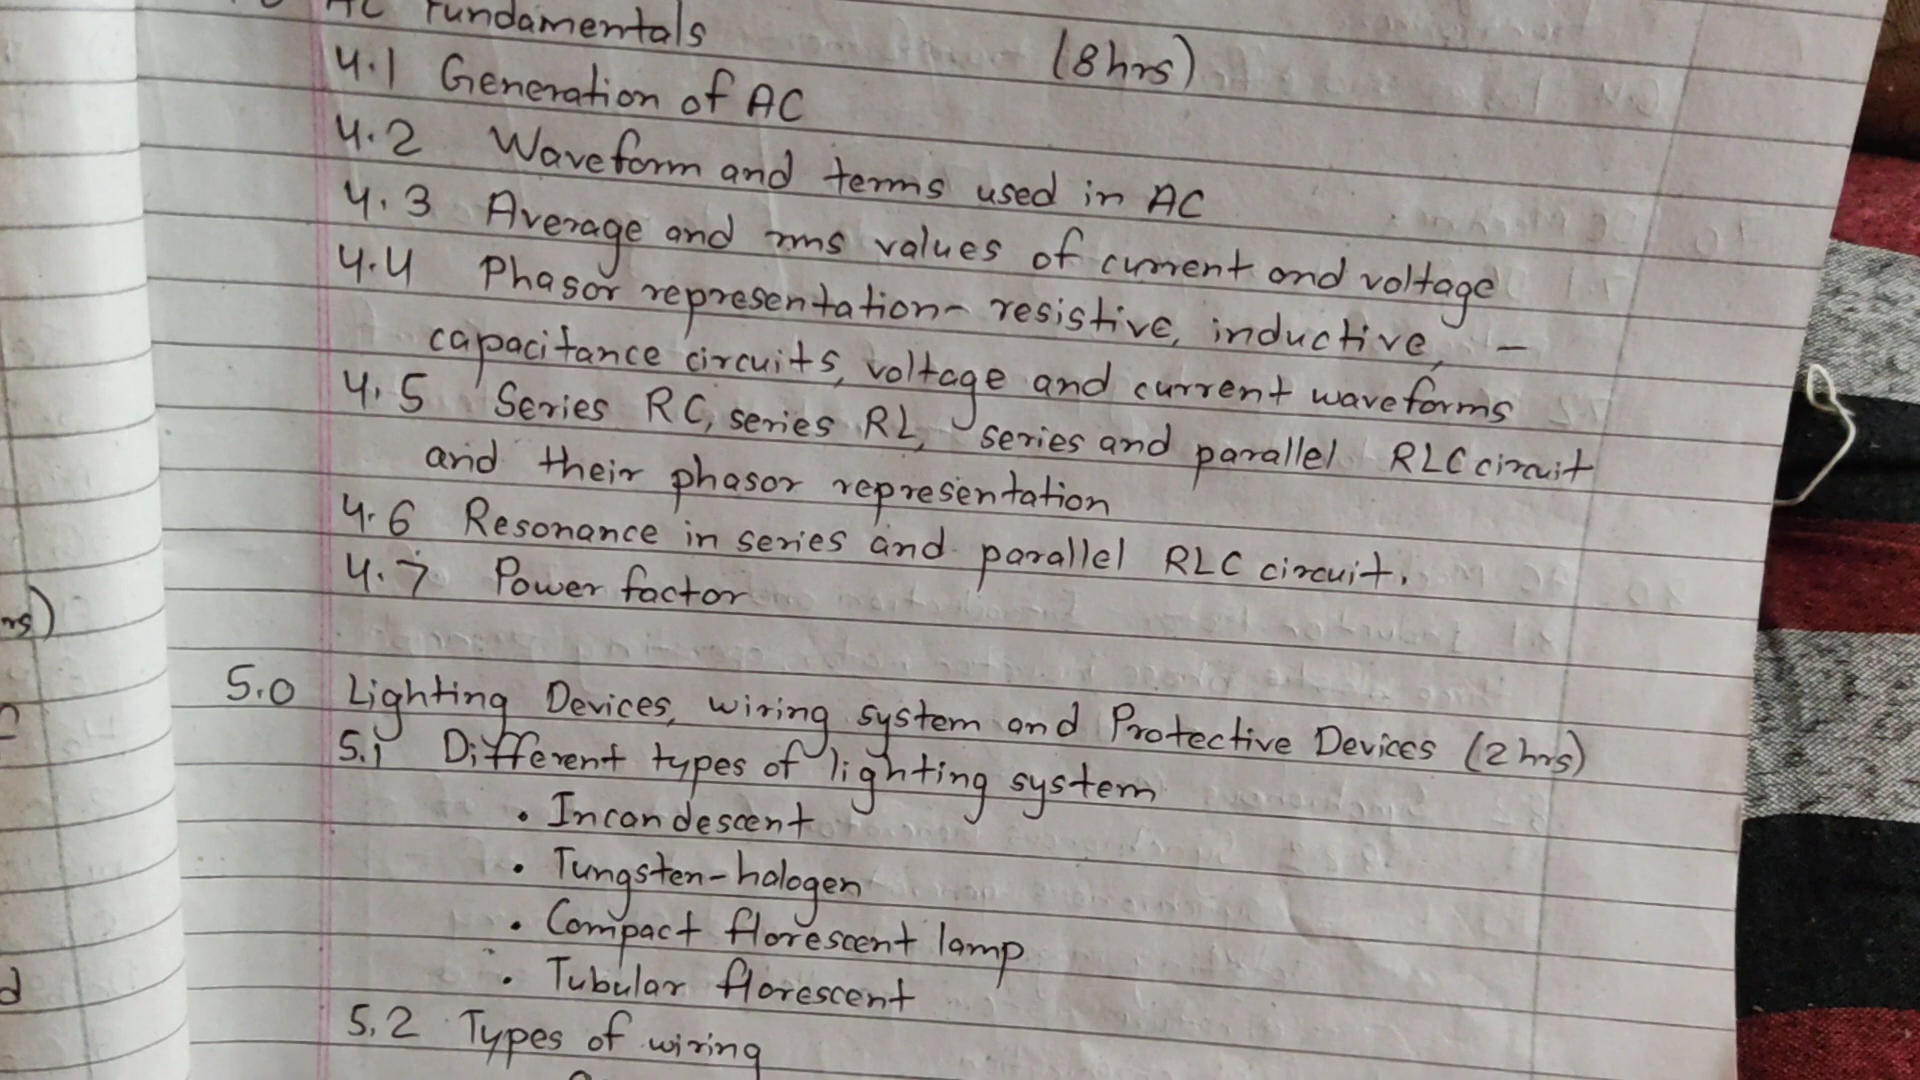 AC Fundamentals (8hrs)
4.1 Generation of AC
4.2 Waveform and terms used in AC
4.3 Average and rms values of current and voltage
4.4 Phasor representation- resistive, inductive, -
capacitance circuits, voltage and current waveforms
4.5 Series RC, series RL, series and parallel RLC circuit
and their phasor representation
4.6 Resonance in series and parallel RLC circuit.
4.7 Power factor
5.0 Lighting Devices, wiring system and Protective Devices (2 hrs)
5.1 Different types of lighting system
• Incandescent
• Tungsten-halogen
• Compact florescent lamp
• Tubular florescent
5.2 Types of wiring